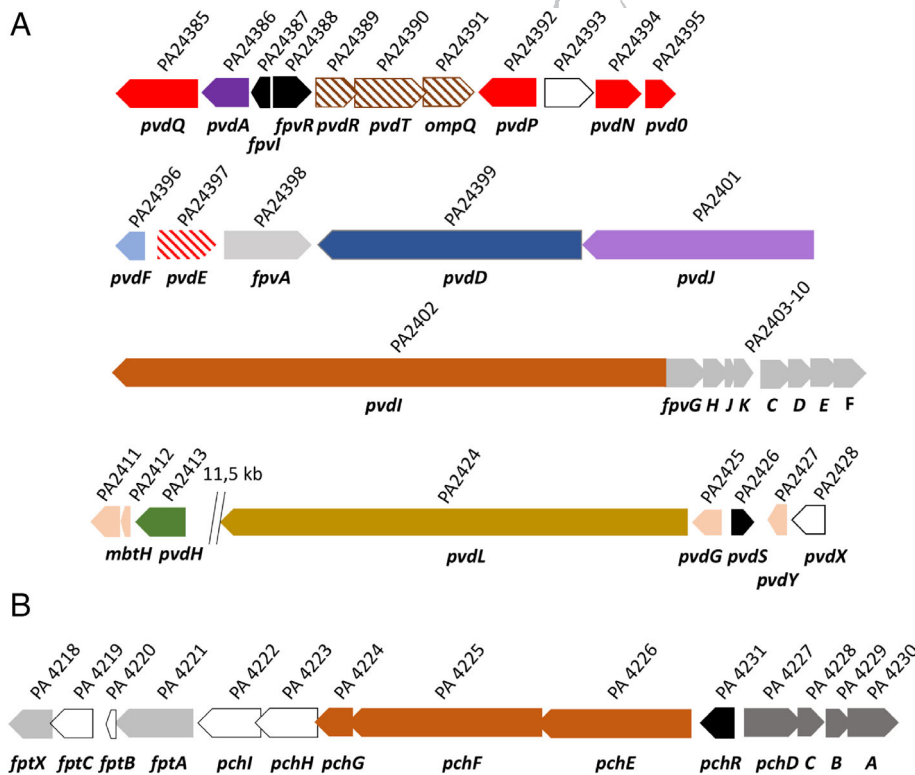 A
PA24385 PA24386 PA24387 PA24388 PA24389 PA24390 PA24391 PA24392 PA24393 PA24394 PA24395
pvdQ pvdA fpvI fpvR pvdR pvdT ompQ pvdP pvdN pvd0
PA24396 PA24397 PA24398 PA24399 PA2401
pvdF pvdE fpvA pvdD pvdJ
PA2402 PA2403-10
pvdI fpvG H J K C D E F
PA2411 PA2412 PA2413 11,5 kb PA2424 PA2425 PA2426 PA2427 PA2428
mbtH pvdH pvdL pvdG pvdS pvdY pvdX
B
PA 4218 PA 4219 PA 4220 PA 4221 PA 4222 PA 4223 PA 4224 PA 4225 PA 4226 PA 4231 PA 4227 PA 4228 PA 4229 PA 4230
fptX fptC fptB fptA pchI pchH pchG pchF pchE pchR pchD C B A